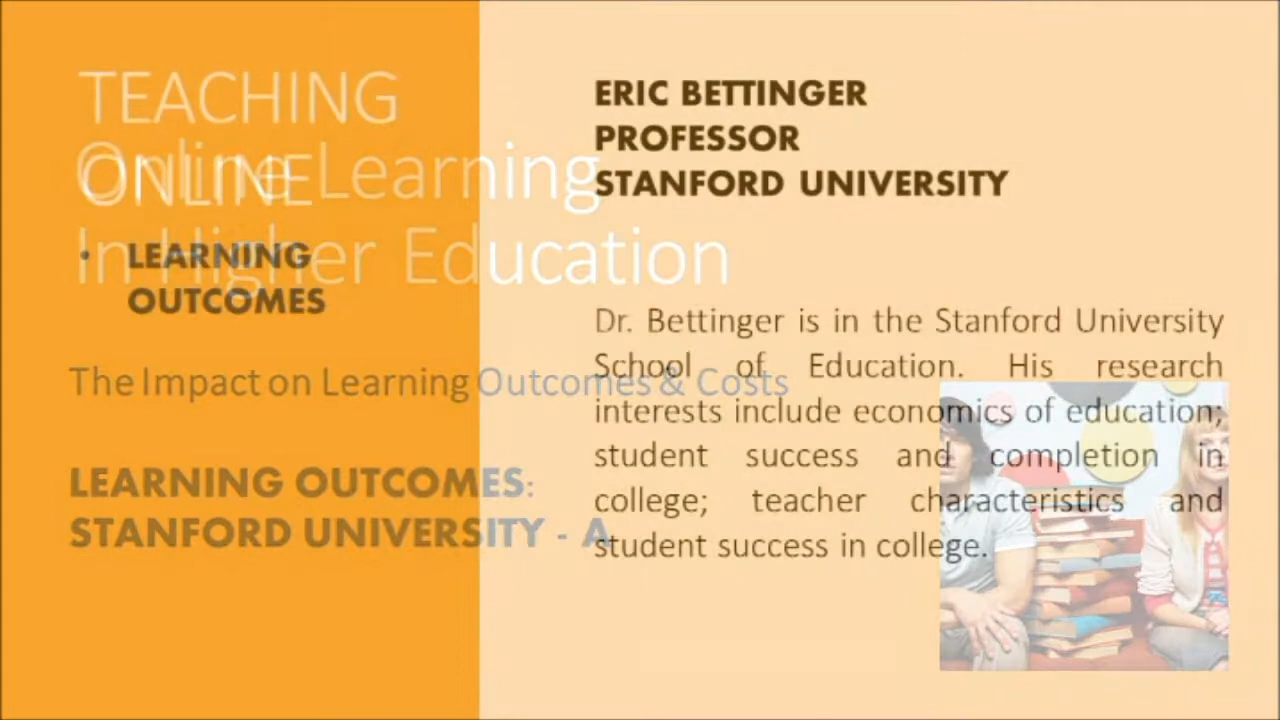 TEACHING
ONLINE
• LEARNING
OUTCOMES
Online Learning
In Higher Education
The Impact on Learning Outcomes & Costs
LEARNING OUTCOMES:
STANFORD UNIVERSITY - A
ERIC BETTINGER
PROFESSOR
STANFORD UNIVERSITY
Dr. Bettinger is in the Stanford University
School of Education. His research
interests include economics of education;
student success and completion in
college; teacher characteristics and
student success in college.